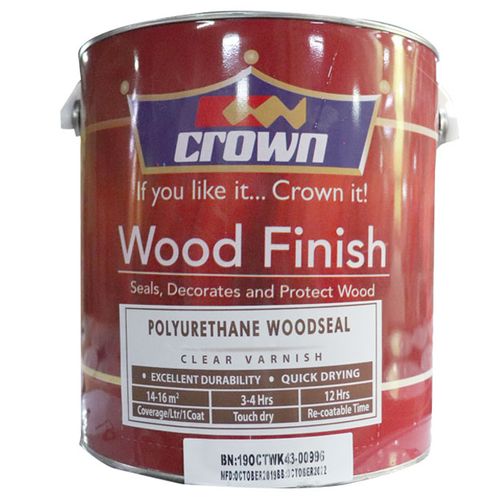 CROWN
If you like it... Crown it!
Wood Finish
Seals, Decorates and Protect Wood
POLYURETHANE WOODSEAL
CLEAR VARNISH
• EXCELLENT DURABILITY • QUICK DRYING
14-16 m² 3-4 Hrs 12 Hrs
Coverage/Ltr/1Coat Touch dry Re-coatable Time
BN:19OCTWK43-00996